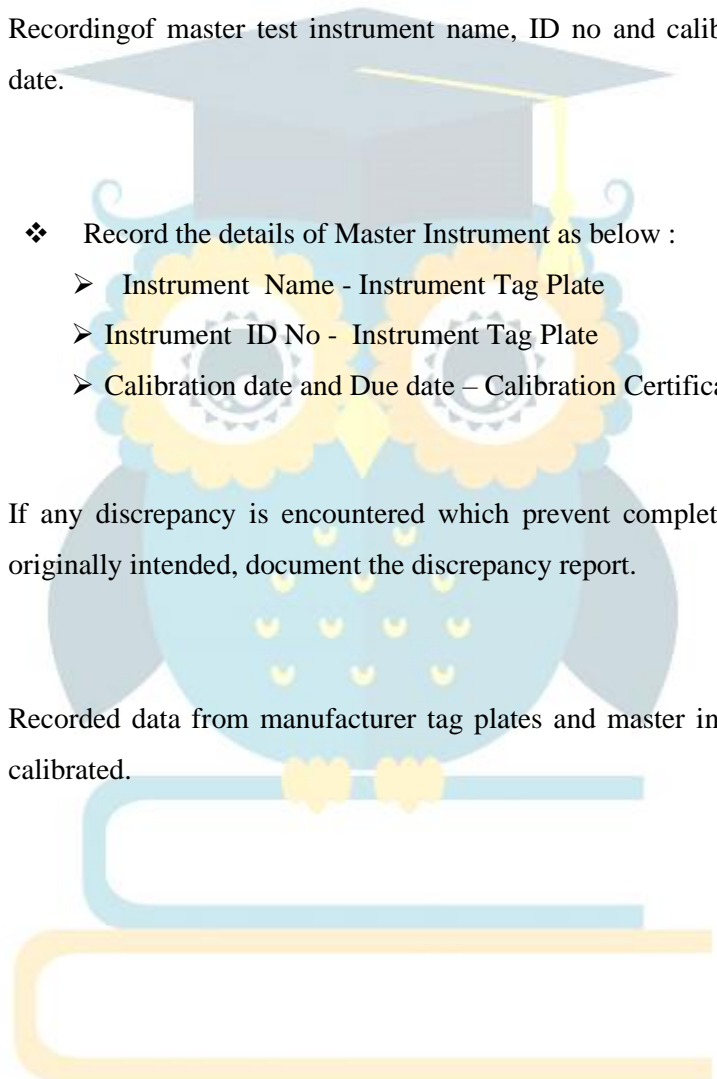 Recordingof master test instrument name, ID no and calib
date.
❖ Record the details of Master Instrument as below :
➢ Instrument Name - Instrument Tag Plate
➢ Instrument ID No - Instrument Tag Plate
➢ Calibration date and Due date – Calibration Certifica
If any discrepancy is encountered which prevent complet
originally intended, document the discrepancy report.
Recorded data from manufacturer tag plates and master in
calibrated.